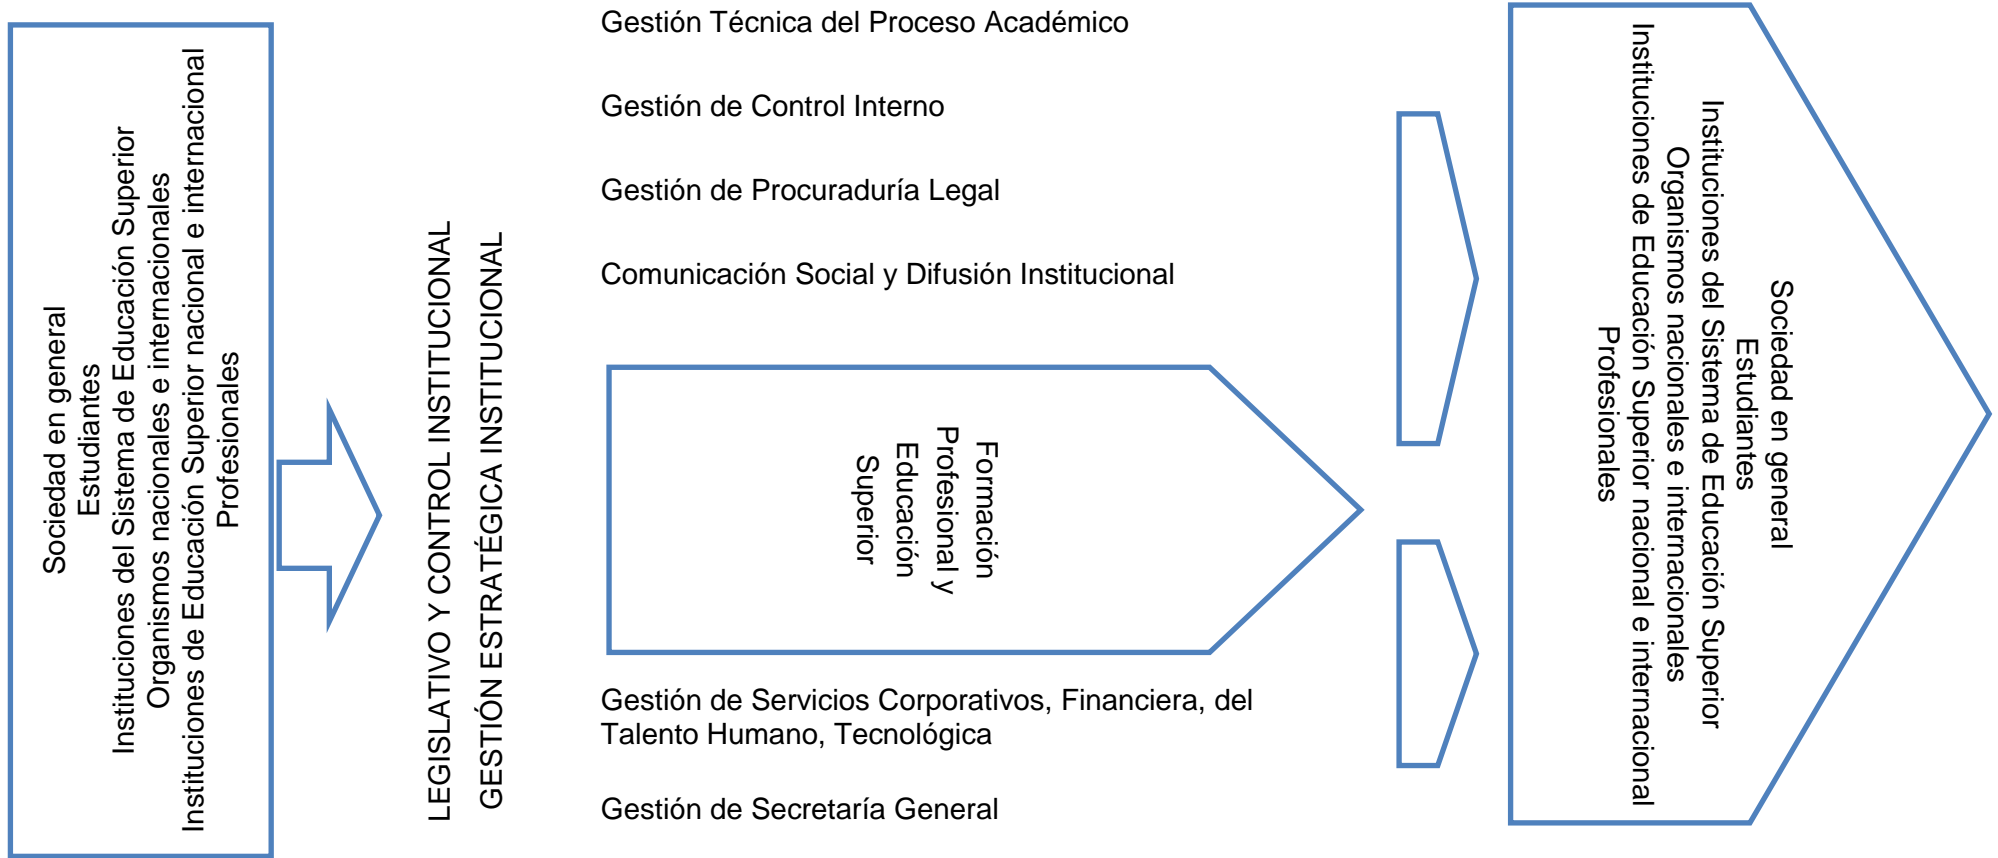 Sociedad en general
Estudiantes
Instituciones del Sistema de Educación Superior
Organismos nacionales e internacionales
Instituciones de Educación Superior nacional e internacional
Profesionales
LEGISLATIVO Y CONTROL INSTITUCIONAL
GESTIÓN ESTRATÉGICA INSTITUCIONAL
Gestión Técnica del Proceso Académico
Gestión de Control Interno
Gestión de Procuraduría Legal
Comunicación Social y Difusión Institucional
Formación
Profesional y
Educación
Superior
Gestión de Servicios Corporativos, Financiera, del
Talento Humano, Tecnológica
Gestión de Secretaría General
Sociedad en general
Estudiantes
Instituciones del Sistema de Educación Superior
Organismos nacionales e internacionales
Instituciones de Educación Superior nacional e internacional
Profesionales